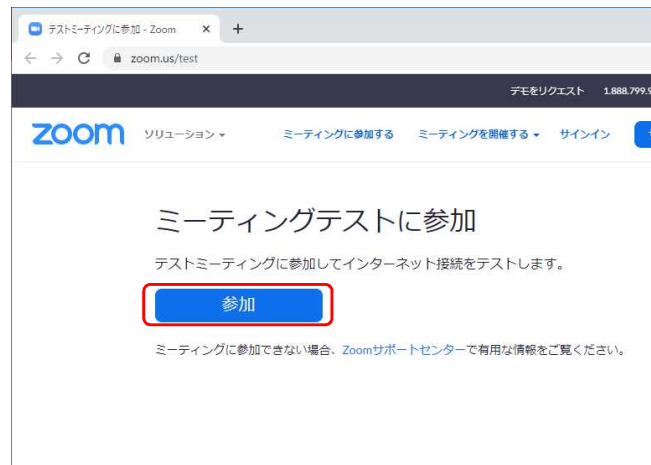 テストミーティングに参加 - Zoom
zoom.us/test
デモをリクエスト 1.888.799.9
zoom ソリューション ミーティングに参加する ミーティングを開催する サインイン
ミーティングテストに参加
テストミーティングに参加してインターネット接続をテストします。
参加
ミーティングに参加できない場合、Zoomサポートセンターで有用な情報をご覧ください。